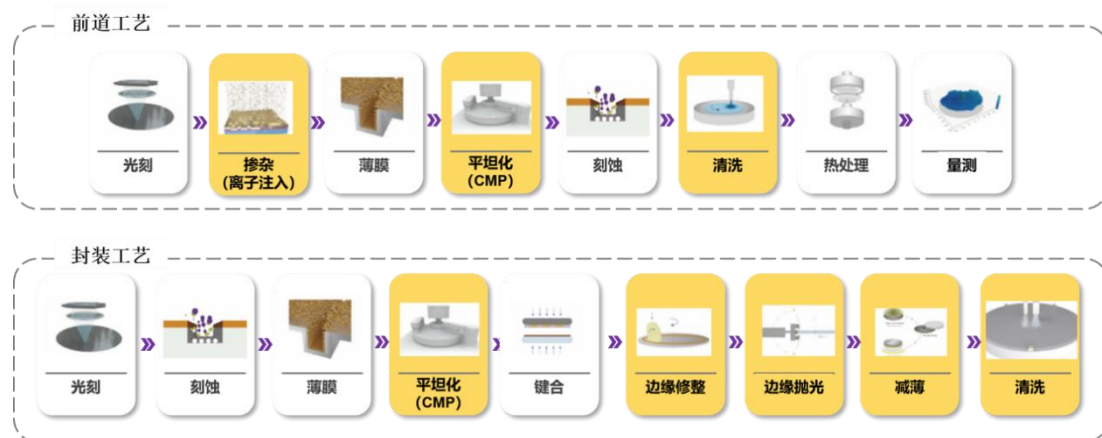 前道工艺
光刻
掺杂
(离子注入)
薄膜
平坦化
(CMP)
刻蚀
清洗
热处理
量测
封装工艺
光刻
刻蚀
薄膜
平坦化
(CMP)
键合
边缘修整
边缘抛光
减薄
清洗